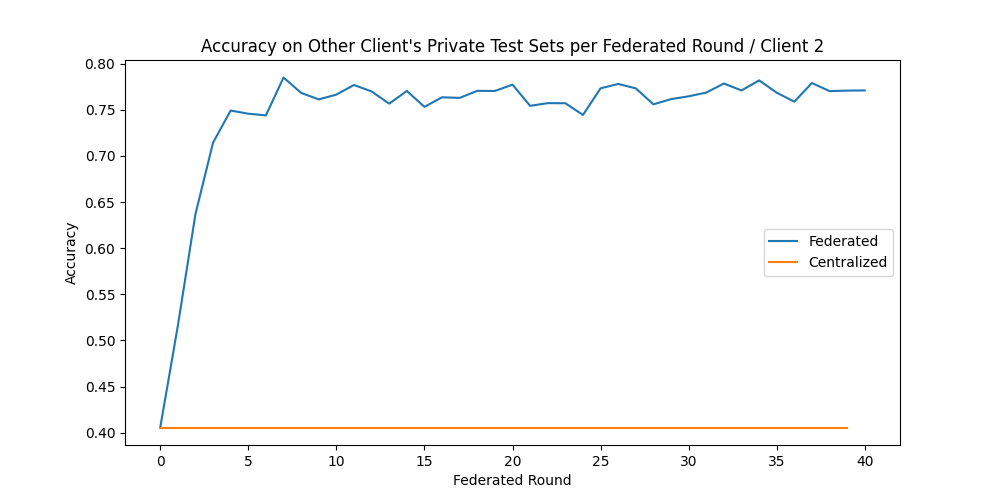 Accuracy on Other Client's Private Test Sets per Federated Round / Client 2
Accuracy
0.80
0.75
0.70
0.65
0.60
0.55
0.50
0.45
0.40
Federated
Centralized
0 5 10 15 20 25 30 35 40
Federated Round